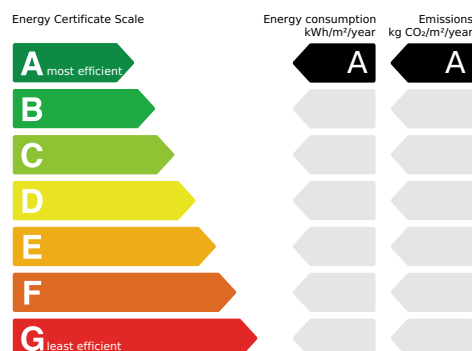 Energy Certificate Scale
Energy consumption
kWh/m²/year
Emissions
kg CO₂/m²/year
A most efficient
A
A
B
C
D
E
F
G least efficient